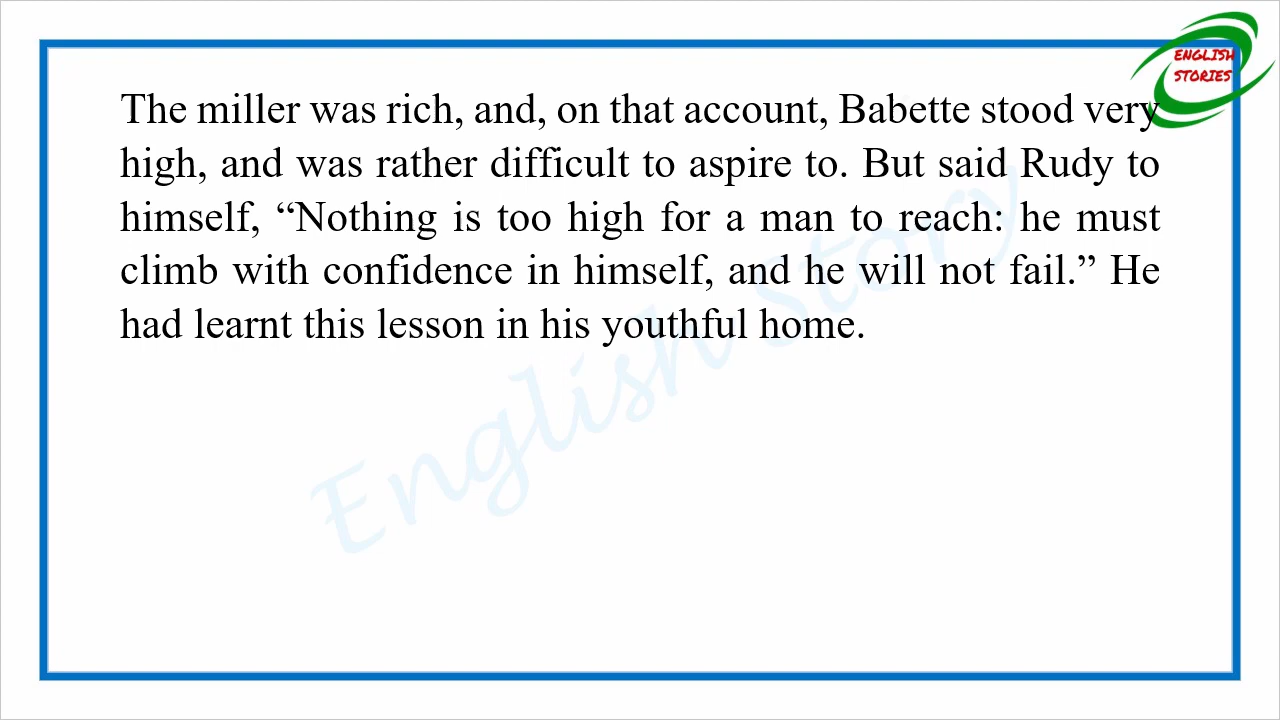 ENGLISH
STORIES
The miller was rich, and, on that account, Babette stood very
high, and was rather difficult to aspire to. But said Rudy to
himself, “Nothing is too high for a man to reach: he must
climb with confidence in himself, and he will not fail.” He
had learnt this lesson in his youthful home.
English Story